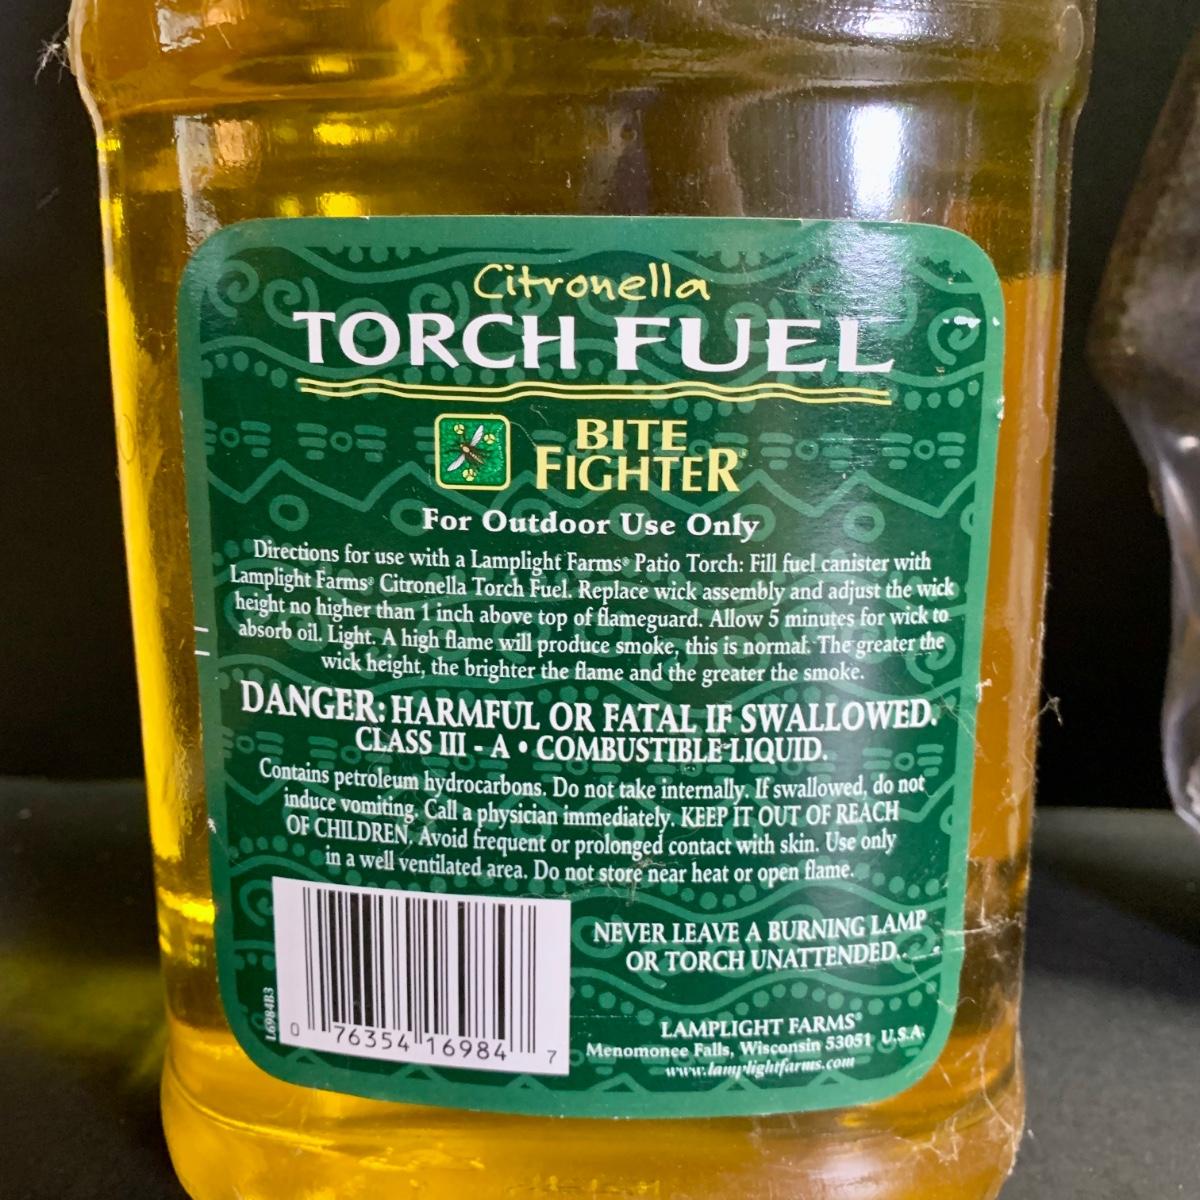 Citronella
TORCH FUEL
BITE
FIGHTER®
For Outdoor Use Only
Directions for use with a Lamplight Farms® Patio Torch: Fill fuel canister with
Lamplight Farms® Citronella Torch Fuel. Replace wick assembly and adjust the wick
height no higher than 1 inch above top of flameguard. Allow 5 minutes for wick to
absorb oil. Light. A high flame will produce smoke, this is normal. The greater the
wick height, the brighter the flame and the greater the smoke.
DANGER: HARMFUL OR FATAL IF SWALLOWED.
CLASS III - A • COMBUSTIBLE LIQUID.
Contains petroleum hydrocarbons. Do not take internally. If swallowed, do not
induce vomiting. Call a physician immediately. KEEP IT OUT OF REACH
OF CHILDREN. Avoid frequent or prolonged contact with skin. Use only
in a well ventilated area. Do not store near heat or open flame.
NEVER LEAVE A BURNING LAMP
OR TORCH UNATTENDED.
L6984B3
0 76354 16984 7
LAMPLIGHT FARMS®
Menomonee Falls, Wisconsin 53051 U.S.A.
www.lamplightfarms.com